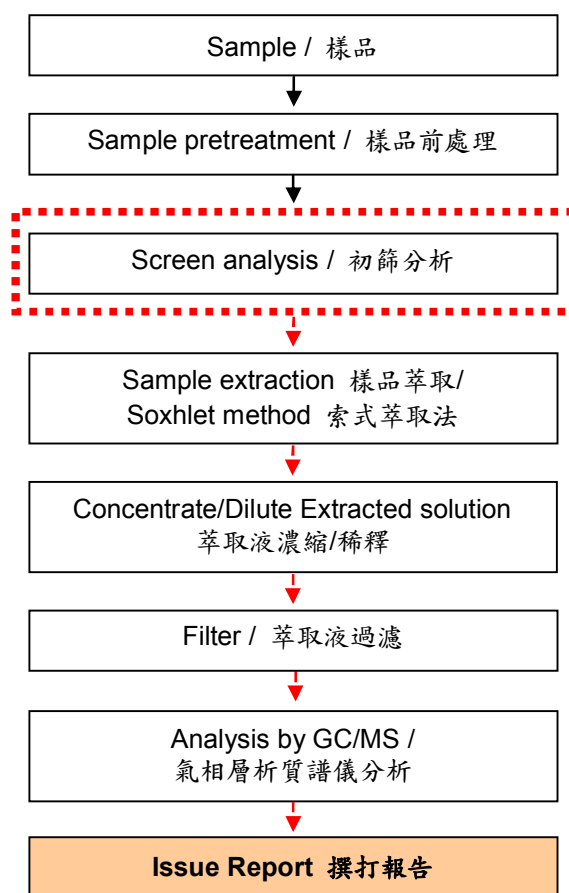 Sample / 樣品
Sample pretreatment / 樣品前處理
Screen analysis / 初篩分析
Sample extraction 樣品萃取/
Soxhlet method 索式萃取法
Concentrate/Dilute Extracted solution
萃取液濃縮/稀釋
Filter / 萃取液過濾
Analysis by GC/MS /
氣相層析質譜儀分析
Issue Report 撰打報告